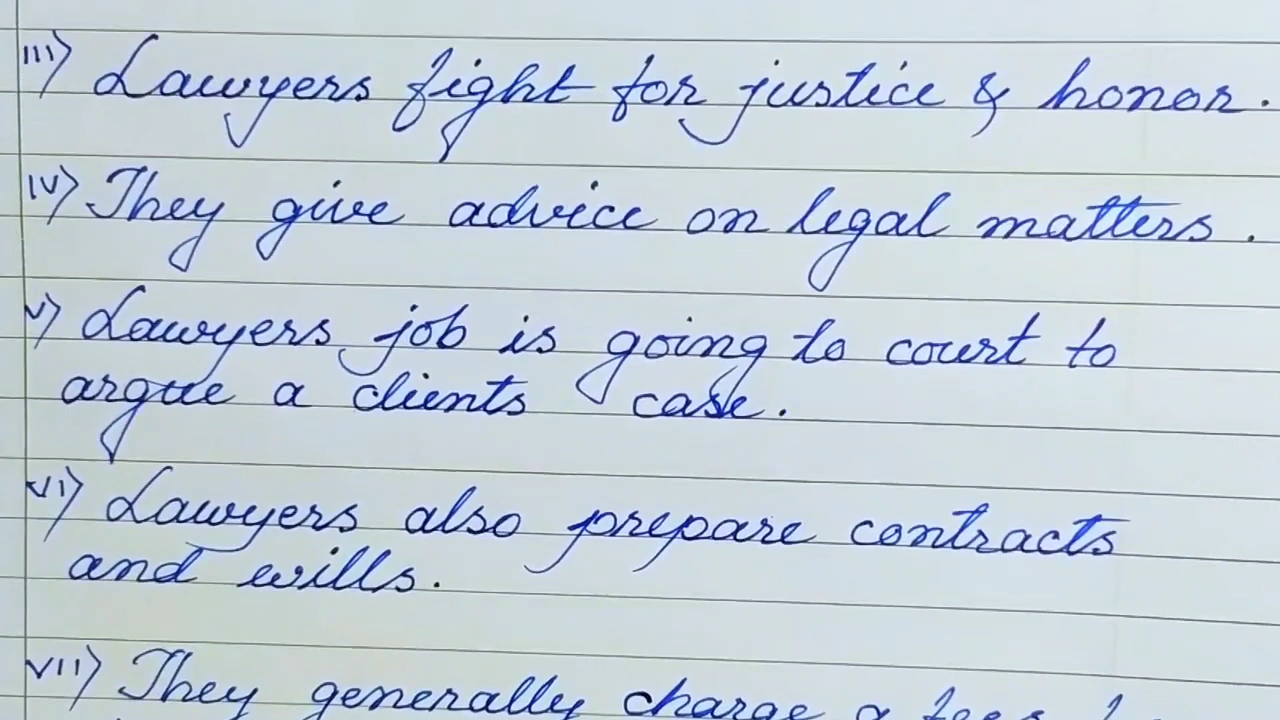 III) Lawyers fight for justice & honor.
IV) They give advice on legal matters.
V) Lawyers job is going to court to
argue a clients case.
VI) Lawyers also prepare contracts
and wills.
VII) They generally charge a fees